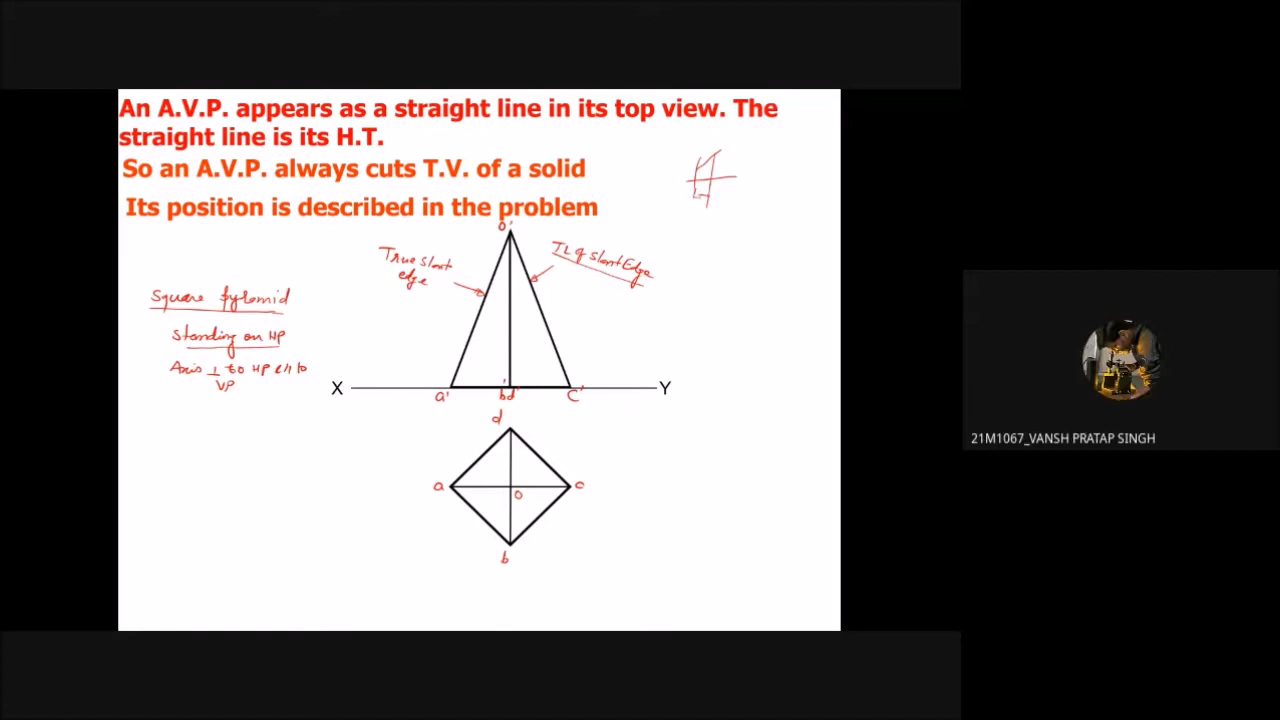 An A.V.P. appears as a straight line in its top view. The
straight line is its H.T.
So an A.V.P. always cuts T.V. of a solid
Its position is described in the problem
o'
True slant
edge
TL of Slant Edge
Square pyramid
Standing on HP
Axis ⊥ to HP & 11 to
VP
X
Y
a'
b'd'
c'
d
a
o
c
b
21M1067_VANSH PRATAP SINGH